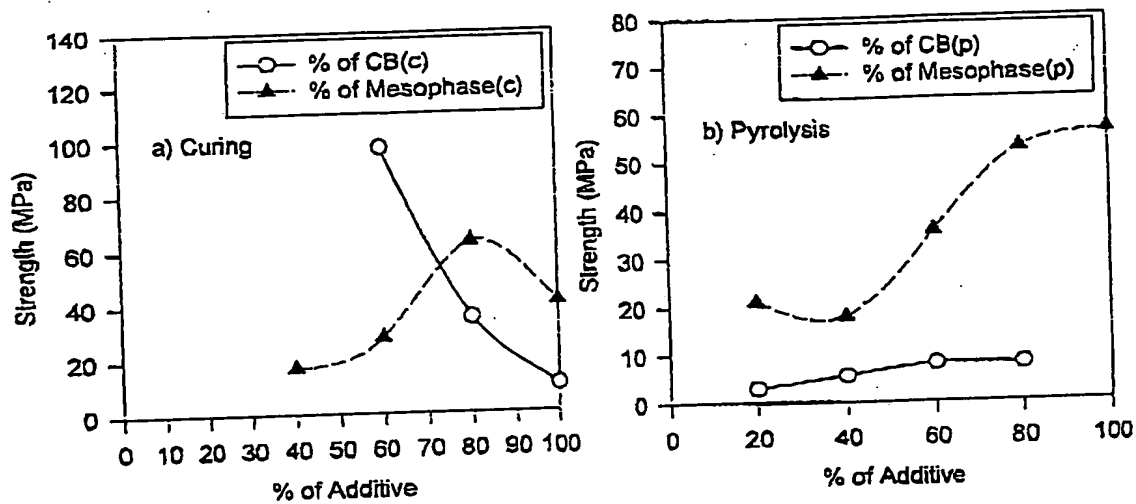 140
120
100
80
60
40
20
0
Strength (MPa)
% of CB(c)
% of Mesophase(c)
a) Curing
0 10 20 30 40 50 60 70 80 90 100
% of Additive
80
70
60
50
40
30
20
10
0
Strength (MPa)
% of CB(p)
% of Mesophase(p)
b) Pyrolysis
0 20 40 60 80 100
% of Additive